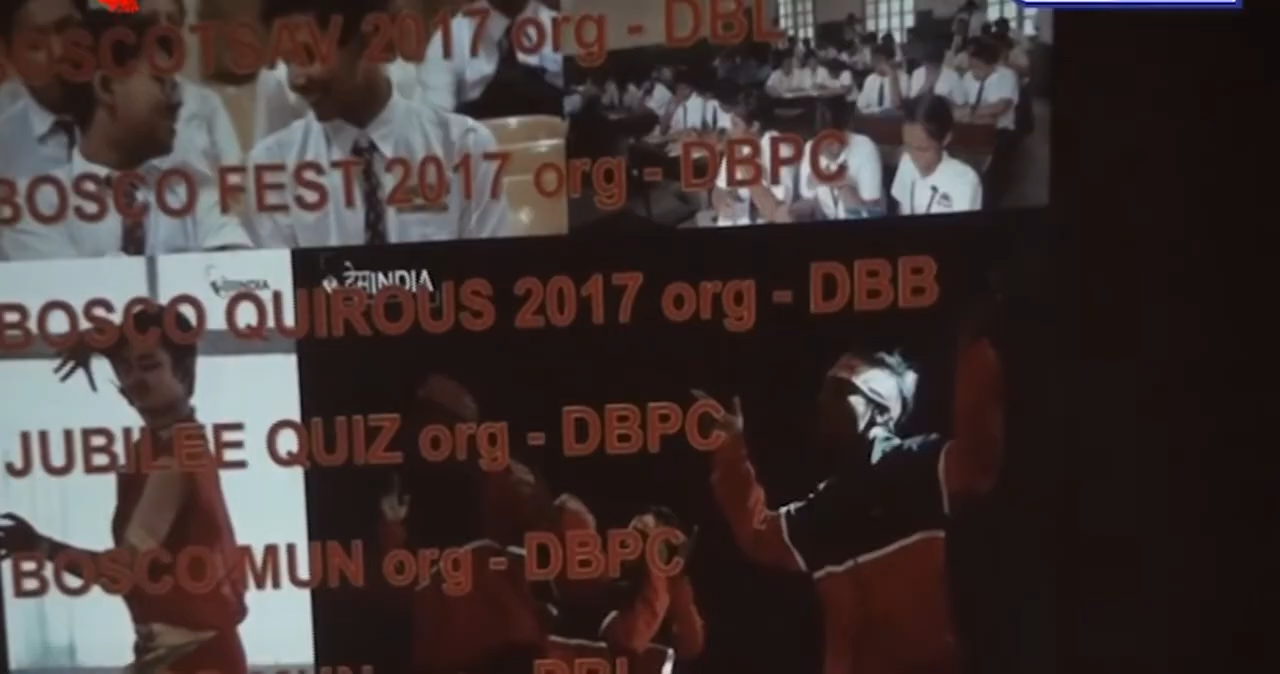 BOSCOTSAV 2017 org - DBL
BOSCO FEST 2017 org - DBPC
BOSCO QUIROUS 2017 org - DBB
JUBILEE QUIZ org - DBPC
BOSCO MUN org - DBPC